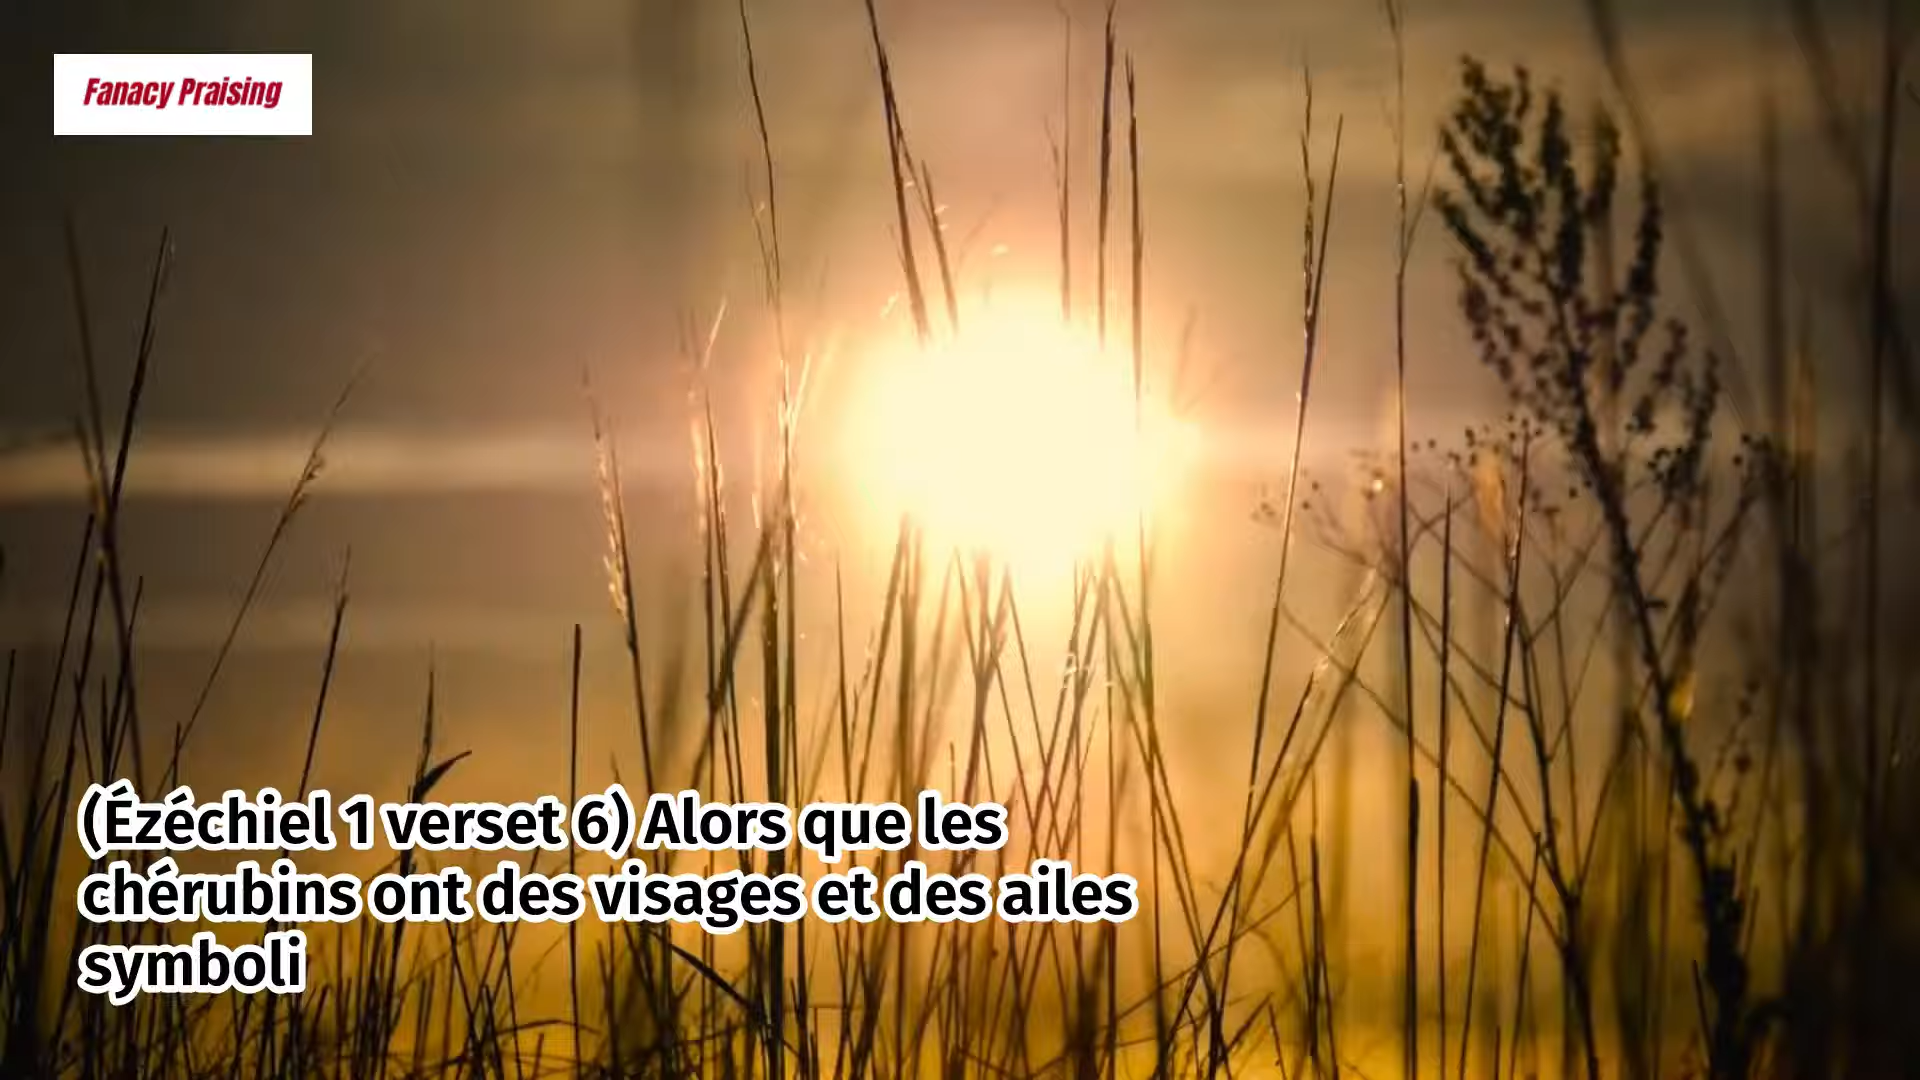 Fanacy Praising
(Ézéchiel 1 verset 6) Alors que les
chérubins ont des visages et des ailes
symboli